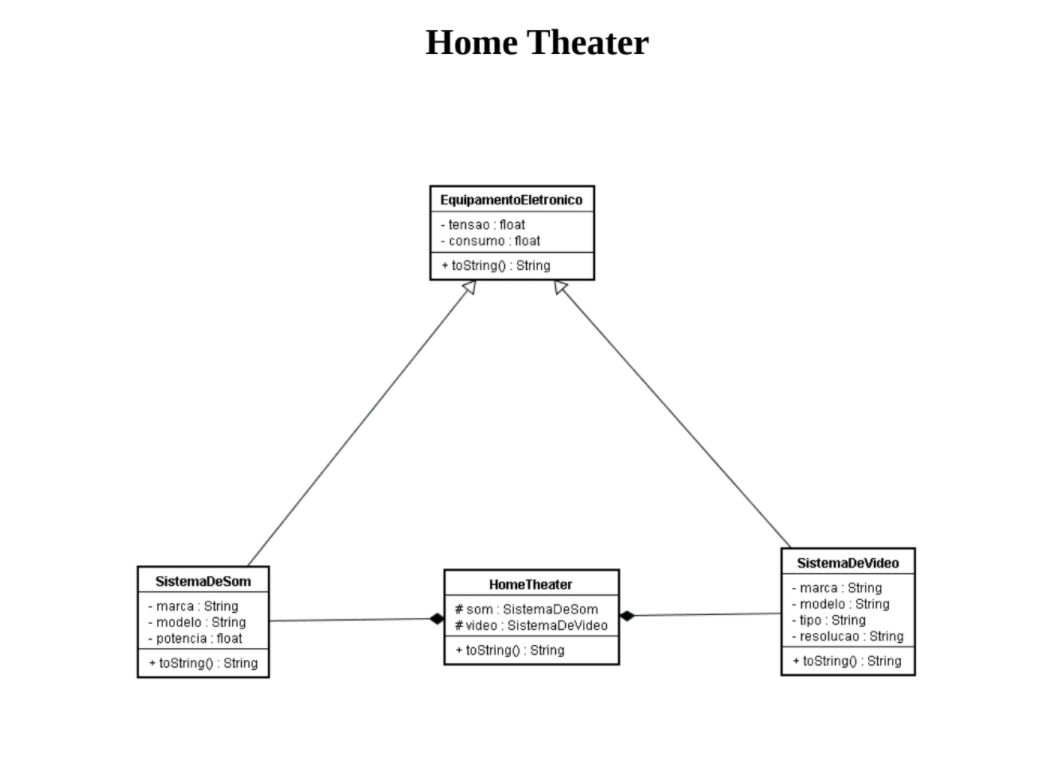 Home Theater
EquipamentoEletronico
- tensao : float
- consumo : float
+ toString() : String
SistemaDeSom
- marca : String
- modelo : String
- potencia : float
+ toString() : String
HomeTheater
# som : SistemaDeSom
# video : SistemaDeVideo
+ toString() : String
SistemaDeVideo
- marca : String
- modelo : String
- tipo : String
- resolucao : String
+ toString() : String